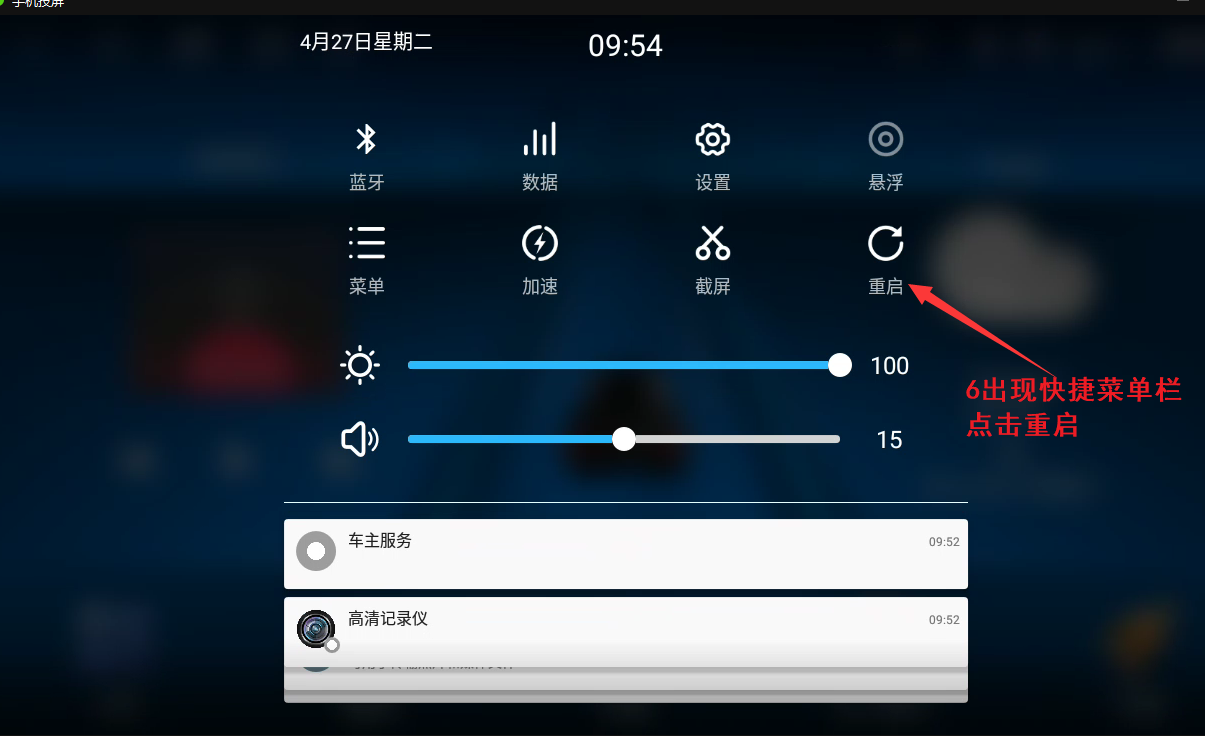 手机投屏
4月27日星期二
09:54
蓝牙
数据
设置
悬浮
菜单
加速
截屏
重启
100
15
6出现快捷菜单栏
点击重启
车主服务
09:52
高清记录仪
09:52